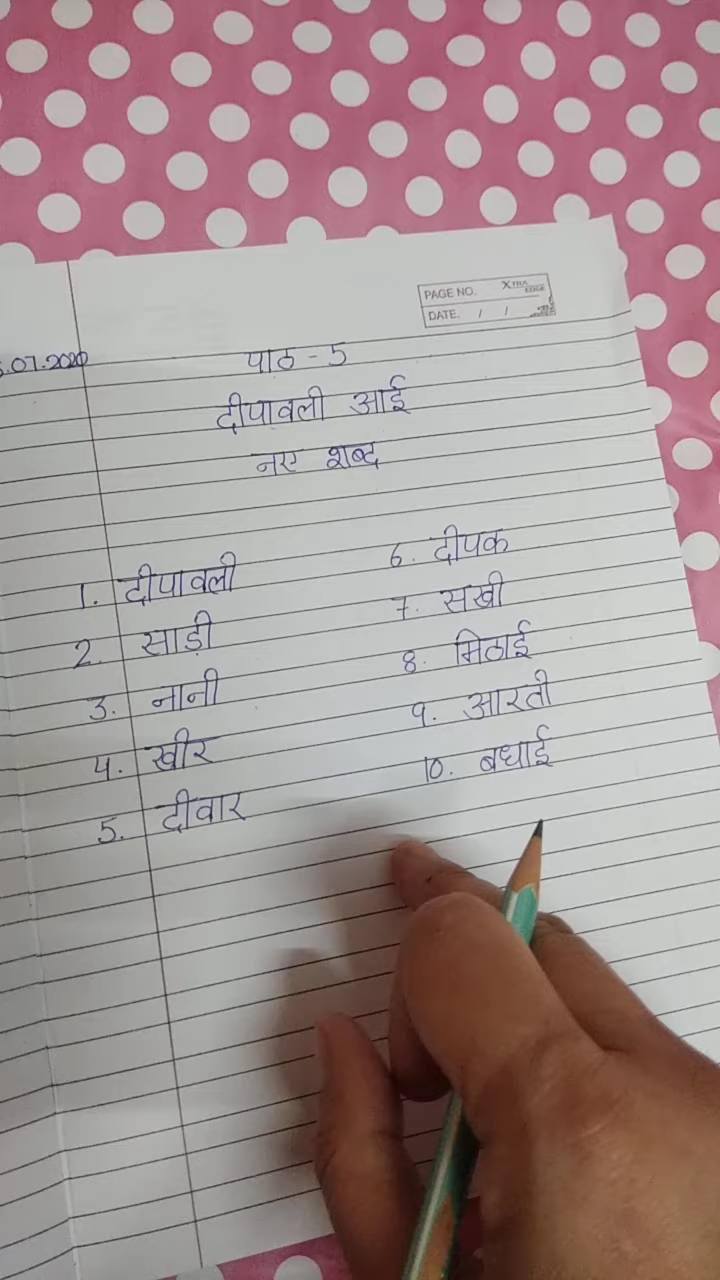 PAGE NO.
DATE. / /
.07.2020
पाठ - 5
दीपावली आई
नए शब्द
1. दीपावली
2. साड़ी
3. नानी
4. खीर
5. दीवार
6. दीपक
7. सखी
8. मिठाई
9. आरती
10. बधाई